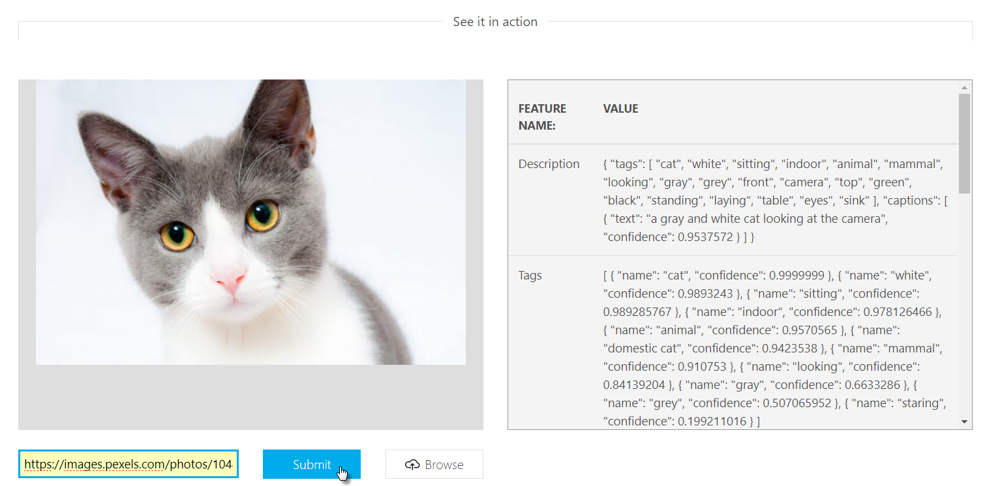 See it in action
FEATURE
NAME:
VALUE
Description
{ "tags": [ "cat", "white", "sitting", "indoor", "animal", "mammal",
"looking", "gray", "grey", "front", "camera", "top", "green",
"black", "standing", "laying", "table", "eyes", "sink" ], "captions": [
{ "text": "a gray and white cat looking at the camera",
"confidence": 0.9537572 } ] }
Tags
[ { "name": "cat", "confidence": 0.9999999 }, { "name": "white",
"confidence": 0.9893243 }, { "name": "sitting", "confidence":
0.989285767 }, { "name": "indoor", "confidence": 0.978126466 },
{ "name": "animal", "confidence": 0.9570565 }, { "name":
"domestic cat", "confidence": 0.9423538 }, { "name": "mammal",
"confidence": 0.910753 }, { "name": "looking", "confidence":
0.84139204 }, { "name": "gray", "confidence": 0.6633286 }, {
"name": "grey", "confidence": 0.507065952 }, { "name": "staring",
"confidence": 0.199211016 } ]
https://images.pexels.com/photos/104
Submit
Browse